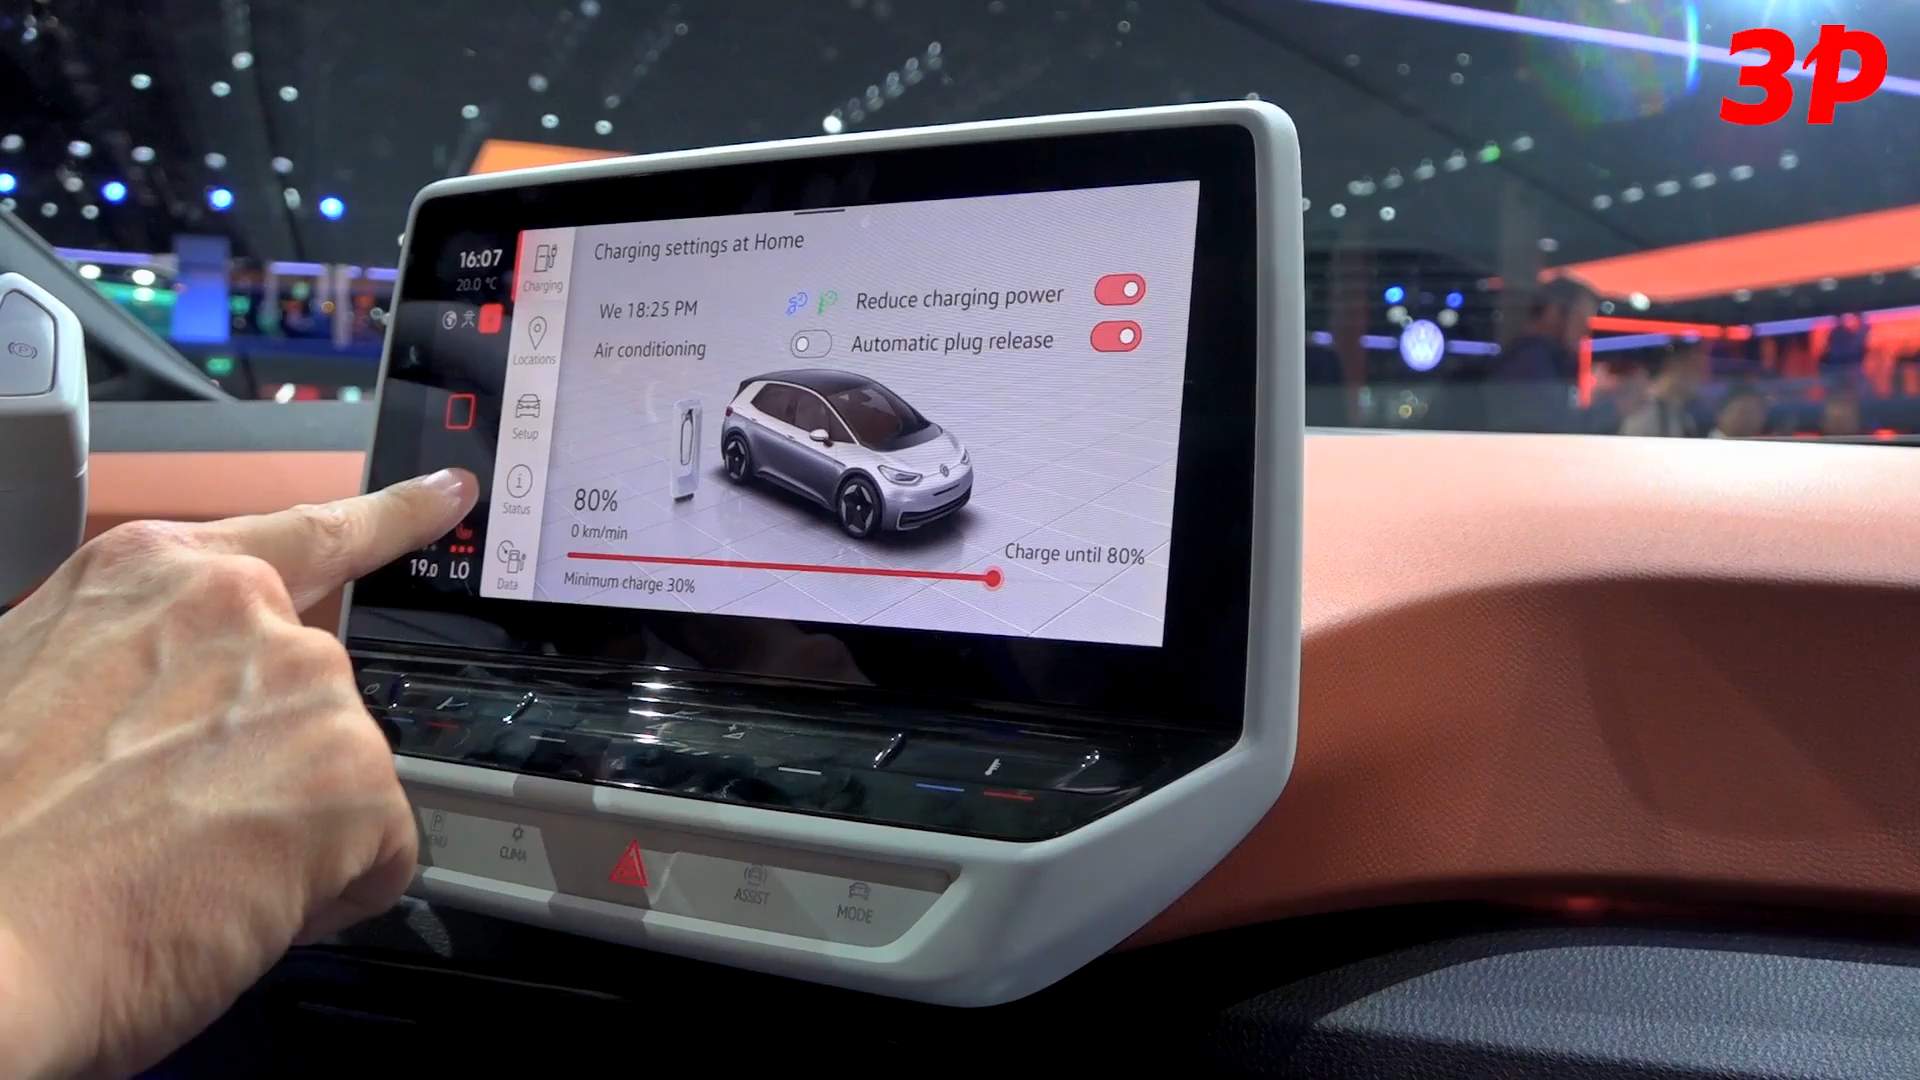 3P
16:07
20.0 °C
Charging
Locations
Setup
Status
Data
19.0 LO
Charging settings at Home
We 18:25 PM
Reduce charging power
Air conditioning
Automatic plug release
80%
0 km/min
Charge until 80%
Minimum charge 30%
P
CLIMA
ASSIST
MODE